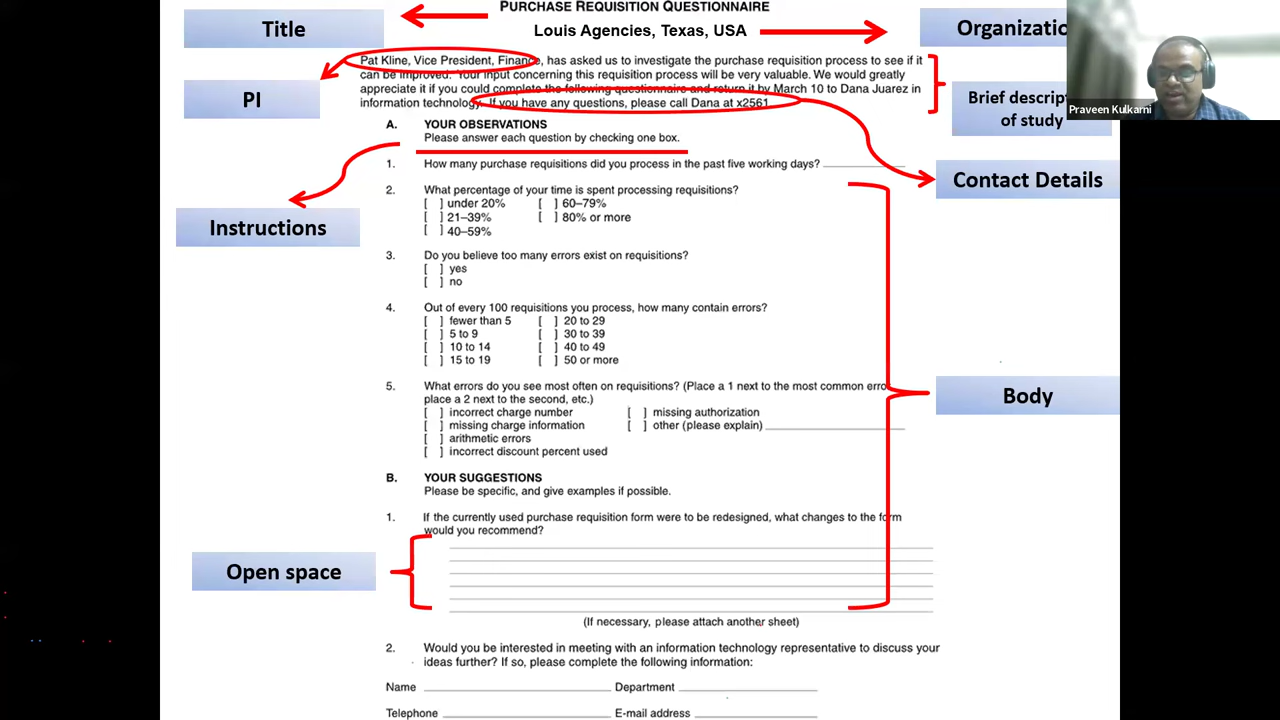 PURCHASE REQUISITION QUESTIONNAIRE
Louis Agencies, Texas, USA
Title
Organizatio
Pat Kline, Vice President, Finance, has asked us to investigate the purchase requisition process to see if it
can be improved. Your input concerning this requisition process will be very valuable. We would greatly
appreciate it if you could complete the following questionnaire and return it by March 10 to Dana Juarez in
information technology. If you have any questions, please call Dana at x2561
PI
Brief descript
of study
Praveen Kulkarni
A. YOUR OBSERVATIONS
Please answer each question by checking one box.
1. How many purchase requisitions did you process in the past five working days?
Contact Details
Instructions
2. What percentage of your time is spent processing requisitions?
[ ] under 20% [ ] 60–79%
[ ] 21–39% [ ] 80% or more
[ ] 40–59%
3. Do you believe too many errors exist on requisitions?
[ ] yes
[ ] no
4. Out of every 100 requisitions you process, how many contain errors?
[ ] fewer than 5 [ ] 20 to 29
[ ] 5 to 9 [ ] 30 to 39
[ ] 10 to 14 [ ] 40 to 49
[ ] 15 to 19 [ ] 50 or more
5. What errors do you see most often on requisitions? (Place a 1 next to the most common erro
place a 2 next to the second, etc.)
[ ] incorrect charge number [ ] missing authorization
[ ] missing charge information [ ] other (please explain)
[ ] arithmetic errors
[ ] incorrect discount percent used
Body
B. YOUR SUGGESTIONS
Please be specific, and give examples if possible.
1. If the currently used purchase requisition form were to be redesigned, what changes to the form
would you recommend?
Open space
(If necessary, please attach another sheet)
2. Would you be interested in meeting with an information technology representative to discuss your
ideas further? If so, please complete the following information:
Name Department
Telephone E-mail address